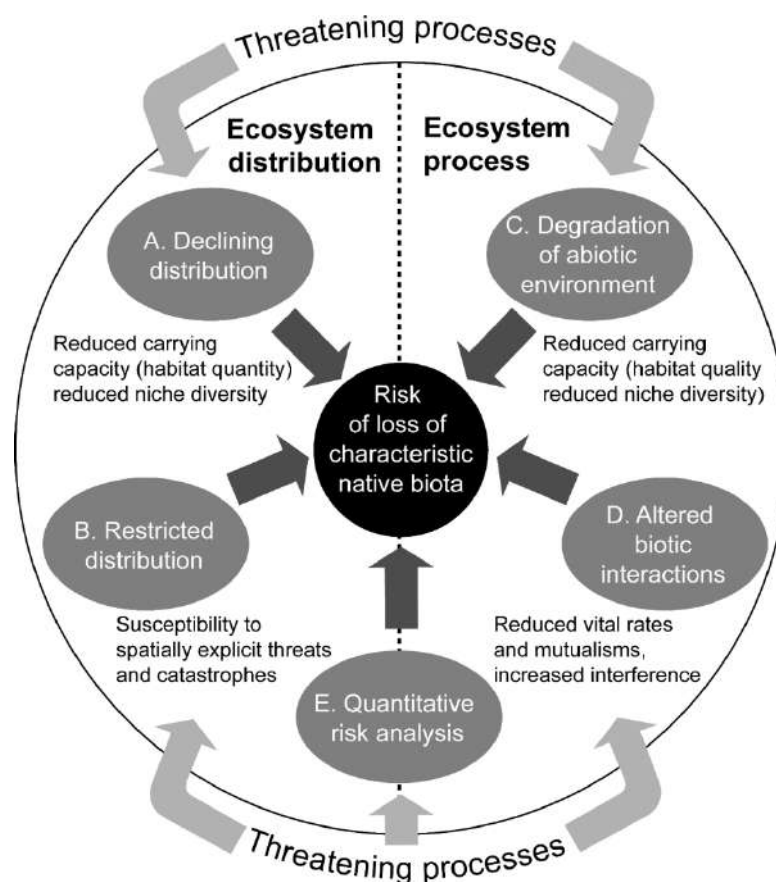 Threatening processes
Ecosystem
distribution
Ecosystem
process
A. Declining
distribution
C. Degradation
of abiotic
environment
Reduced carrying
capacity (habitat quantity)
reduced niche diversity
Reduced carrying
capacity (habitat quality
reduced niche diversity)
Risk
of loss of
characteristic
native biota
B. Restricted
distribution
D. Altered
biotic
interactions
Susceptibility to
spatially explicit threats
and catastrophes
Reduced vital rates
and mutualisms,
increased interference
E. Quantitative
risk analysis
Threatening processes